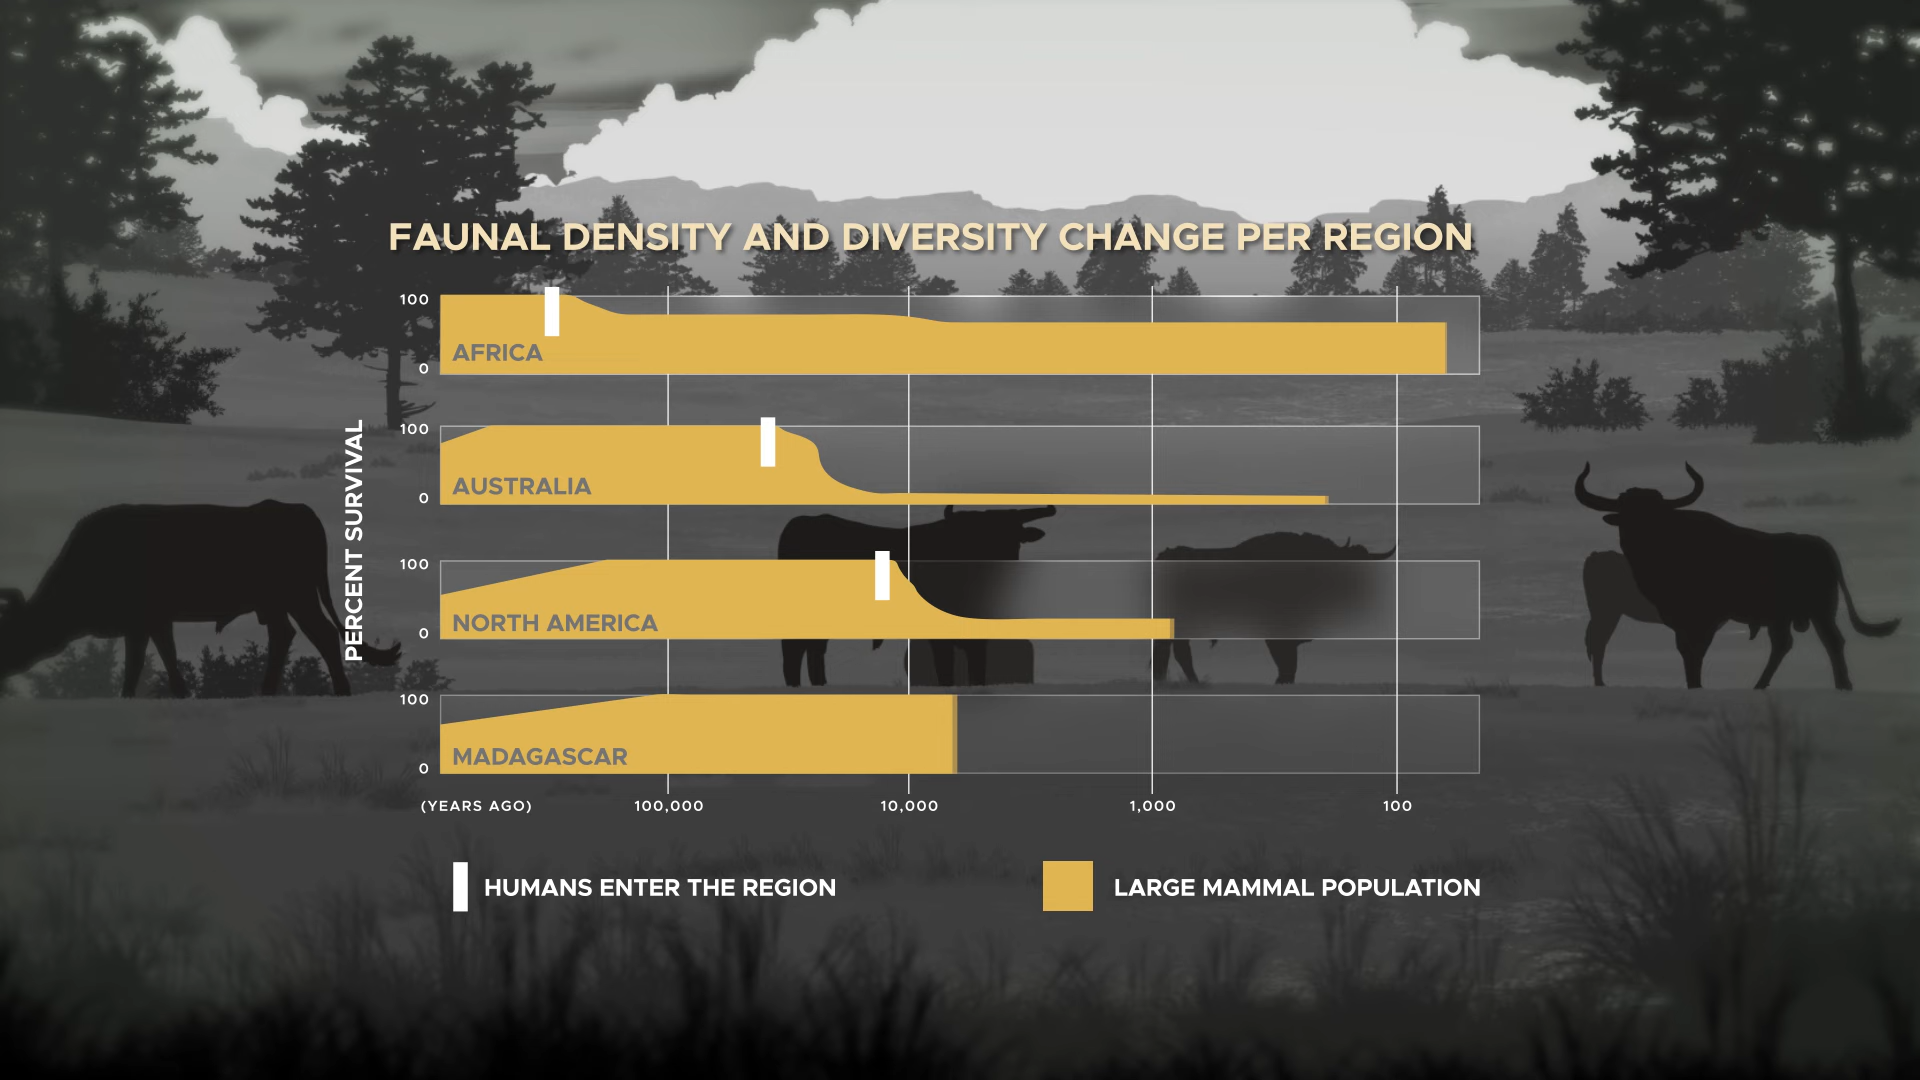 FAUNAL DENSITY AND DIVERSITY CHANGE PER REGION
PERCENT SURVIVAL
100
AFRICA
0
100
AUSTRALIA
0
100
NORTH AMERICA
0
100
MADAGASCAR
0
(YEARS AGO) 100,000 10,000 1,000 100
HUMANS ENTER THE REGION
LARGE MAMMAL POPULATION